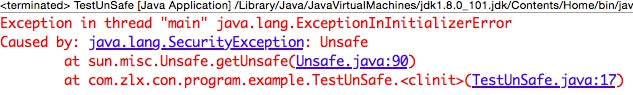 <terminated> TestUnSafe [Java Application] /Library/Java/JavaVirtualMachines/jdk1.8.0_101.jdk/Contents/Home/bin/jav
Exception in thread "main" java.lang.ExceptionInInitializerError
Caused by: java.lang.SecurityException: Unsafe
at sun.misc.Unsafe.getUnsafe(Unsafe.java:90)
at com.zlx.con.program.example.TestUnSafe.<clinit>(TestUnSafe.java:17)